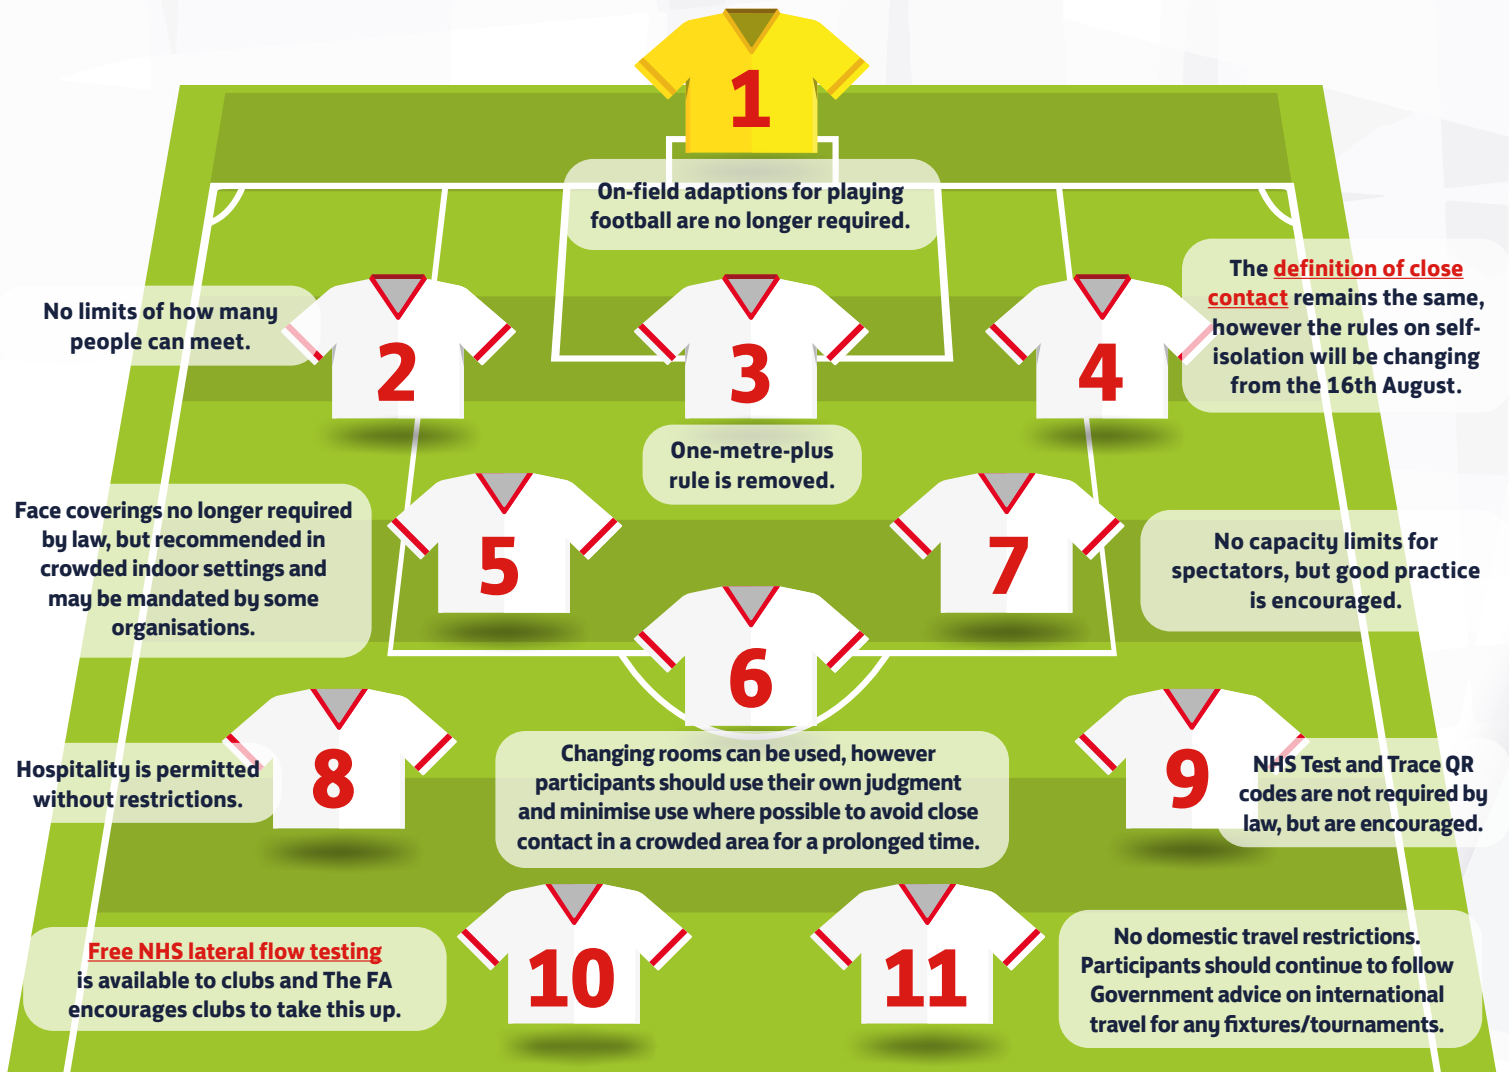 1
On-field adaptions for playing
football are no longer required.
2
No limits of how many
people can meet.
3
One-metre-plus
rule is removed.
4
The definition of close
contact remains the same,
however the rules on self-
isolation will be changing
from the 16th August.
5
Face coverings no longer required
by law, but recommended in
crowded indoor settings and
may be mandated by some
organisations.
6
Changing rooms can be used, however
participants should use their own judgment
and minimise use where possible to avoid close
contact in a crowded area for a prolonged time.
7
No capacity limits for
spectators, but good practice
is encouraged.
8
Hospitality is permitted
without restrictions.
9
NHS Test and Trace QR
codes are not required by
law, but are encouraged.
10
Free NHS lateral flow testing
is available to clubs and The FA
encourages clubs to take this up.
11
No domestic travel restrictions.
Participants should continue to follow
Government advice on international
travel for any fixtures/tournaments.